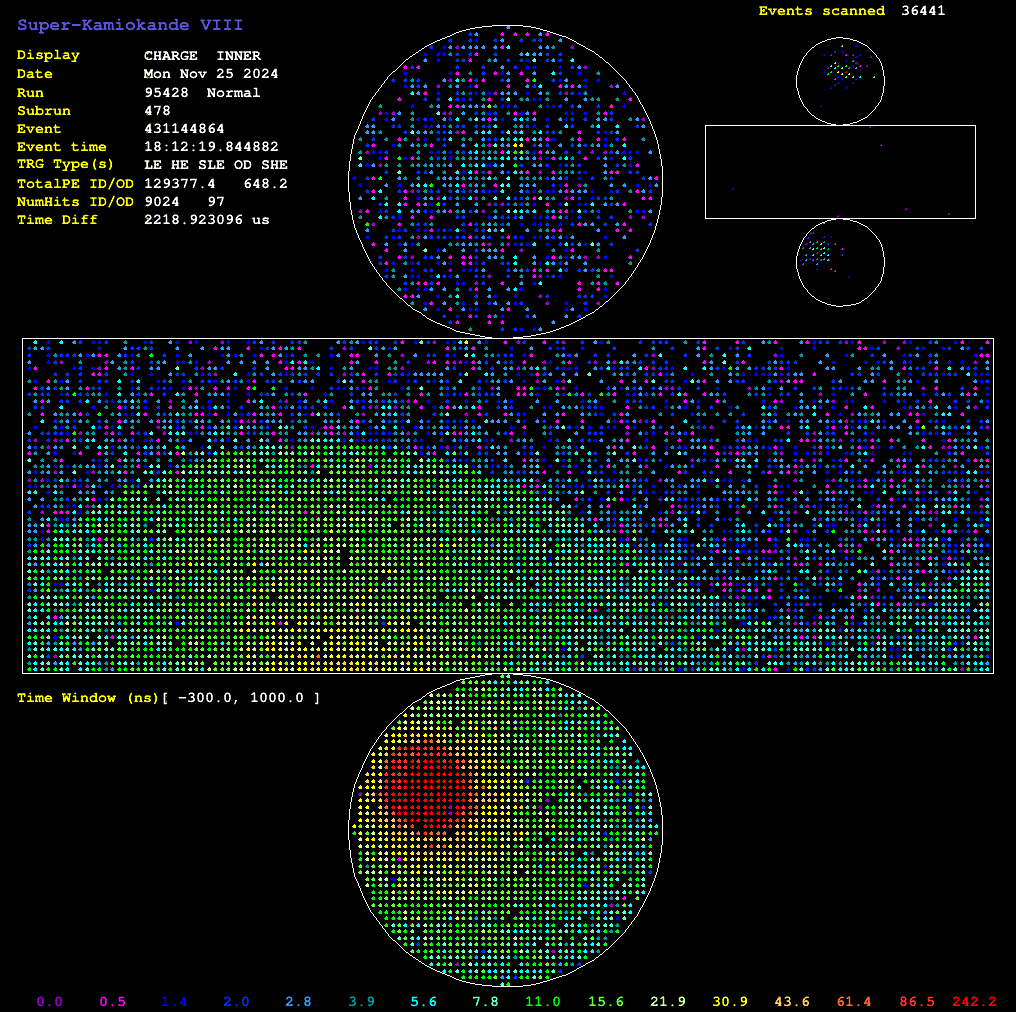 Super-Kamiokande VIII
Events scanned 36441
Display CHARGE INNER
Date Mon Nov 25 2024
Run 95428 Normal
Subrun 478
Event 431144864
Event time 18:12:19.844882
TRG Type(s) LE HE SLE OD SHE
TotalPE ID/OD 129377.4 648.2
NumHits ID/OD 9024 97
Time Diff 2218.923096 us
Time Window (ns)[ -300.0, 1000.0 ]
0.0 0.5 1.4 2.0 2.8 3.9 5.6 7.8 11.0 15.6 21.9 30.9 43.6 61.4 86.5 242.2